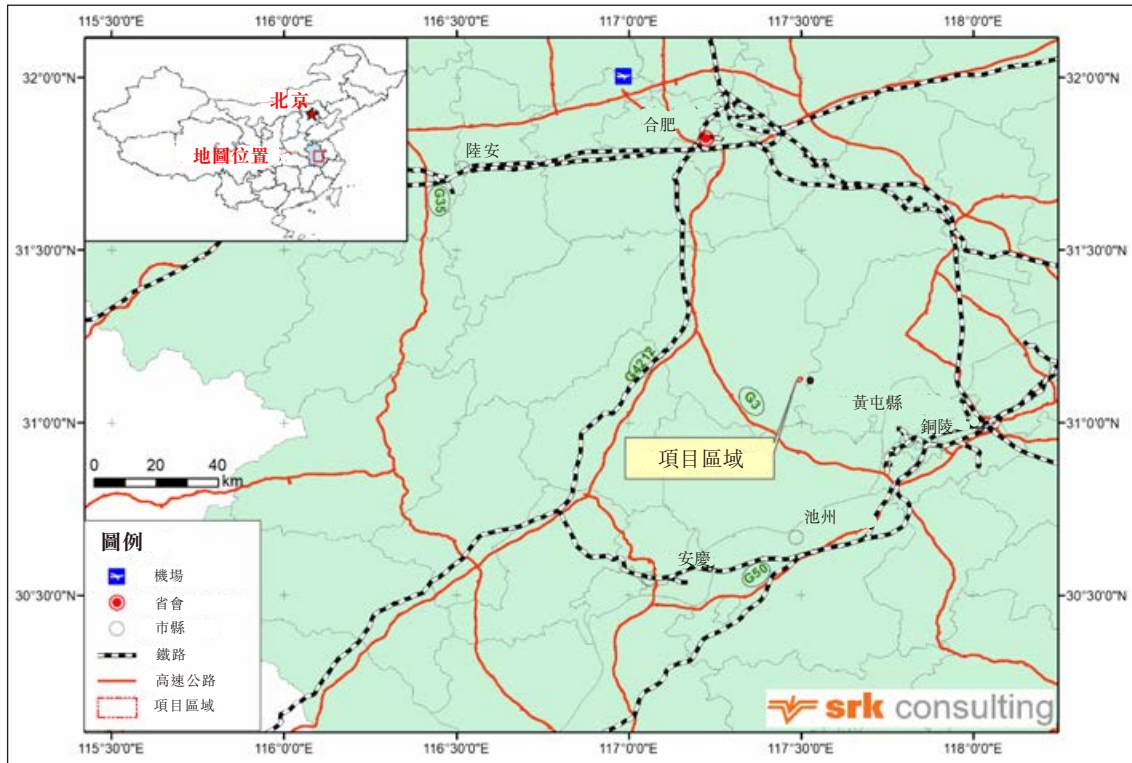 115°30'0"E 116°0'0"E 116°30'0"E 117°0'0"E 117°30'0"E 118°0'0"E
32°0'0"N
32°0'0"N
北京
地圖位置
合肥
陸安
G35
31°30'0"N
31°30'0"N
G4212
G3
黃屯縣
銅陵
31°0'0"N
31°0'0"N
項目區域
0 20 40
km
池州
安慶
G50
30°30'0"N
30°30'0"N
圖例
機場
省會
市縣
鐵路
高速公路
項目區域
srk consulting
115°30'0"E 116°0'0"E 116°30'0"E 117°0'0"E 117°30'0"E 118°0'0"E